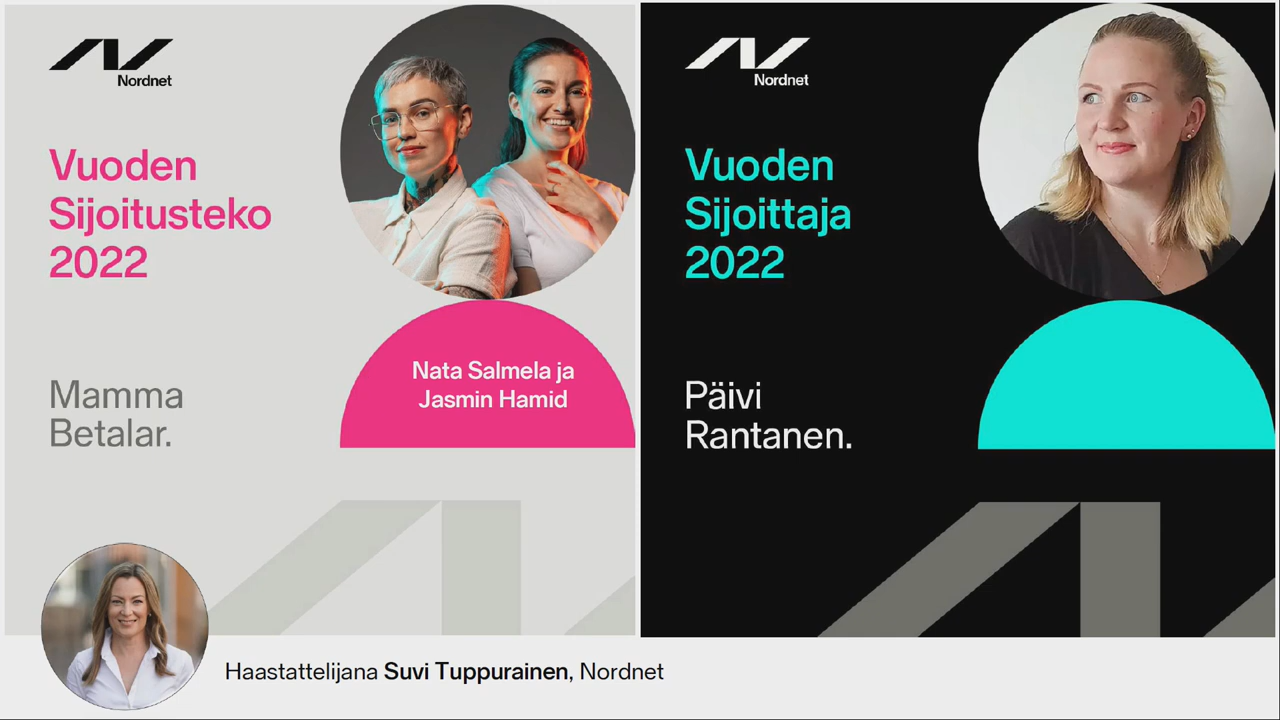 Nordnet
Vuoden
Sijoitusteko
2022
Mamma
Betalar.
Nata Salmela ja
Jasmin Hamid
Nordnet
Vuoden
Sijoittaja
2022
Päivi
Rantanen.
Haastattelijana Suvi Tuppurainen, Nordnet